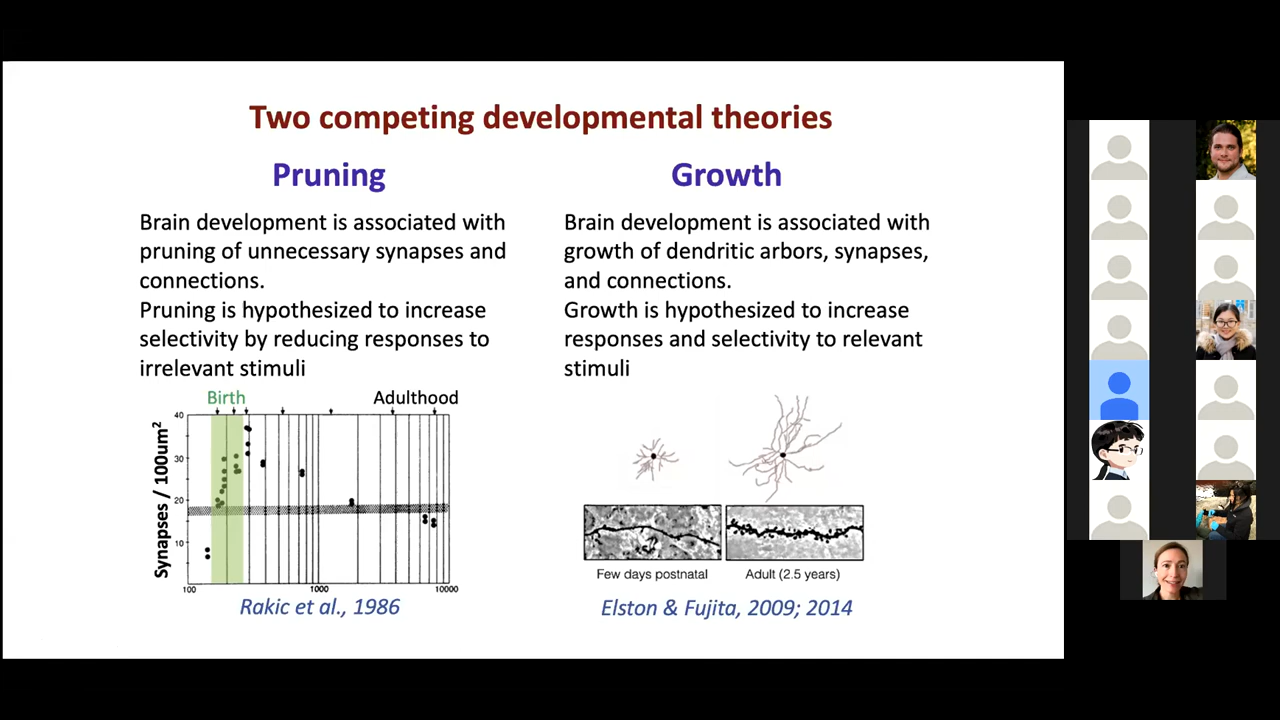 Two competing developmental theories
Pruning
Brain development is associated with
pruning of unnecessary synapses and
connections.
Pruning is hypothesized to increase
selectivity by reducing responses to
irrelevant stimuli
Birth
Adulthood
Synapses / 100um²
40
30
20
10
100
1000
10000
Rakic et al., 1986
Growth
Brain development is associated with
growth of dendritic arbors, synapses,
and connections.
Growth is hypothesized to increase
responses and selectivity to relevant
stimuli
Few days postnatal
Adult (2.5 years)
Elston & Fujita, 2009; 2014